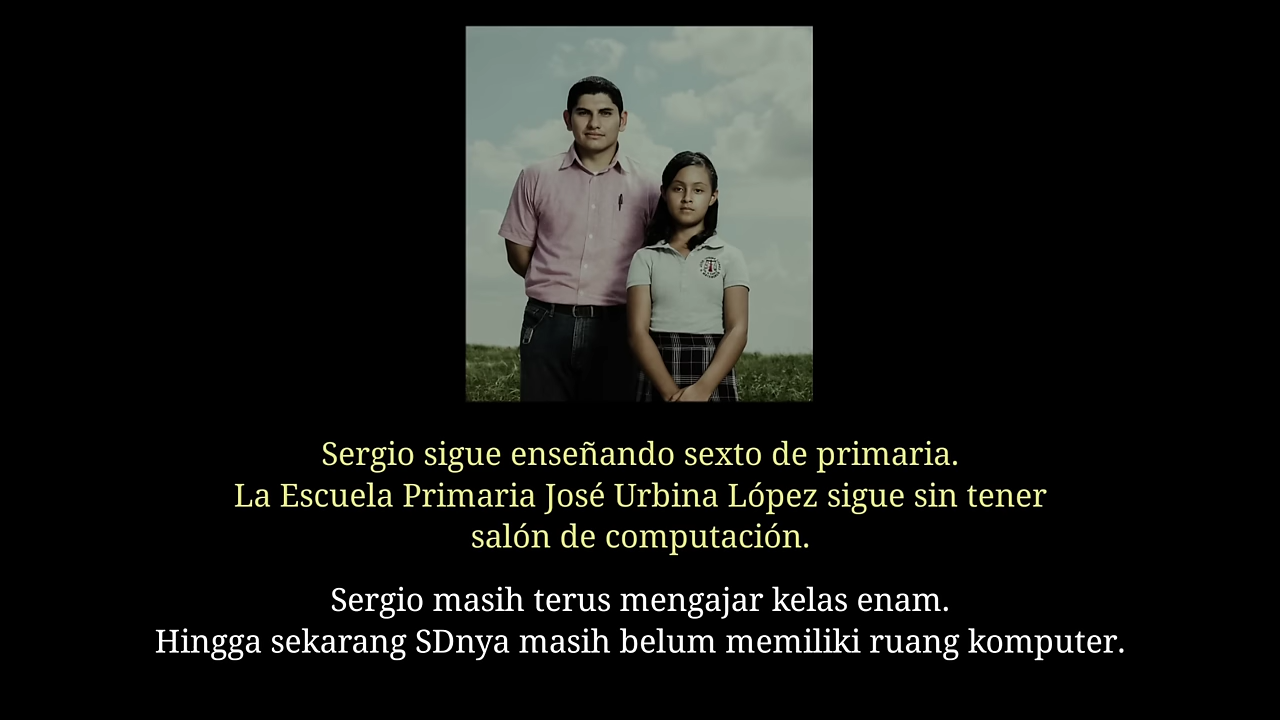 Sergio sigue enseñando sexto de primaria.
La Escuela Primaria José Urbina López sigue sin tener
salón de computación.
Sergio masih terus mengajar kelas enam.
Hingga sekarang SDnya masih belum memiliki ruang komputer.